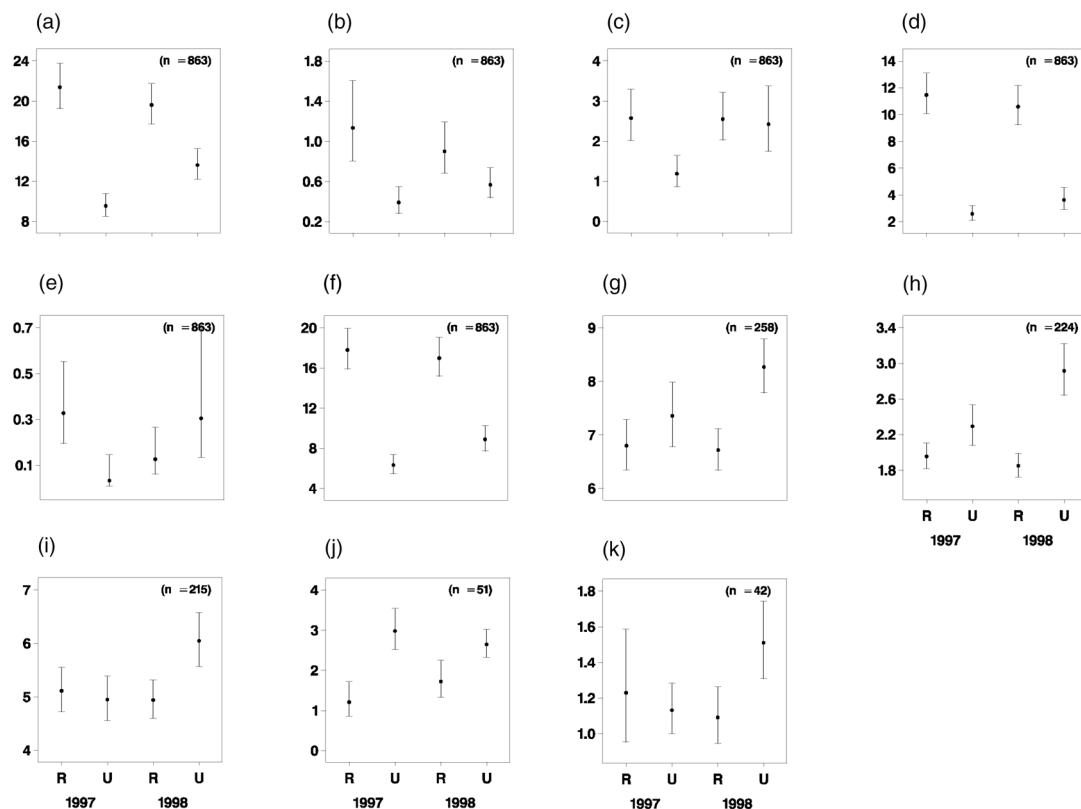 (a) (b) (c) (d)
(n =863) (n =863) (n =863) (n =863)
24 1.8 4 14
20 1.4 3 12
16 1.0 2 10
12 0.6 1 8
8 0.2 0 6
4
2
(e) (f) (g) (h)
(n =863) (n =863) (n =258) (n =224)
0.7 20 9 3.4
0.5 16 8 3.0
0.3 12 7 2.6
0.1 8 6 2.2
4 1.8
R U R U
1997 1998
(i) (j) (k)
(n =215) (n =51) (n =42)
7 4 1.8
6 3 1.6
5 2 1.4
4 1 1.2
0 1.0
R U R U R U R U R U R U
1997 1998 1997 1998 1997 1998